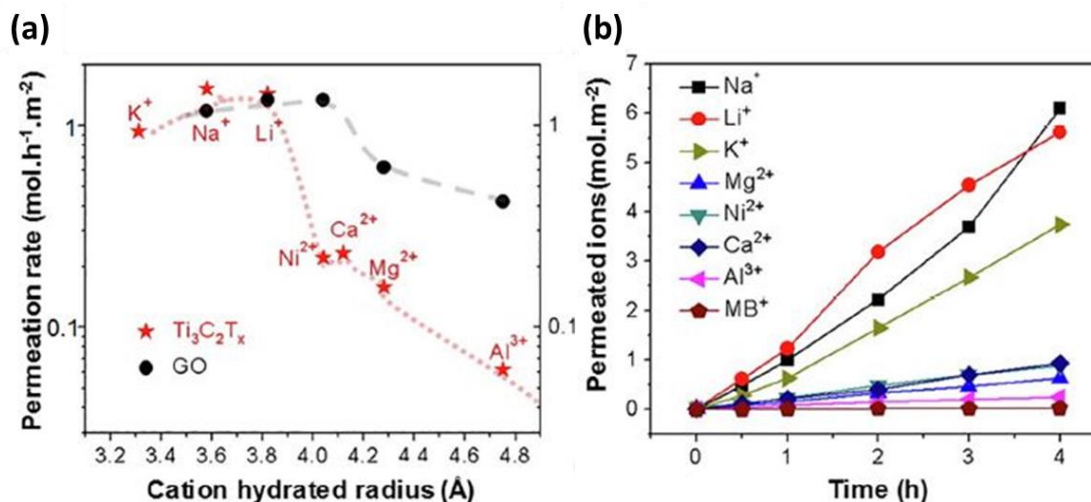 (a)
Permeation rate (mol.h⁻¹.m⁻²)
1
0.1
K⁺
Na⁺
Li⁺
Ni²⁺
Ca²⁺
Mg²⁺
Al³⁺
Ti₃C₂Tₓ
GO
1
0.1
3.2 3.4 3.6 3.8 4.0 4.2 4.4 4.6 4.8
Cation hydrated radius (Å)
(b)
Permeated ions(mol.m⁻²)
7
6
5
4
3
2
1
0
Na⁺
Li⁺
K⁺
Mg²⁺
Ni²⁺
Ca²⁺
Al³⁺
MB⁺
0 1 2 3 4
Time (h)